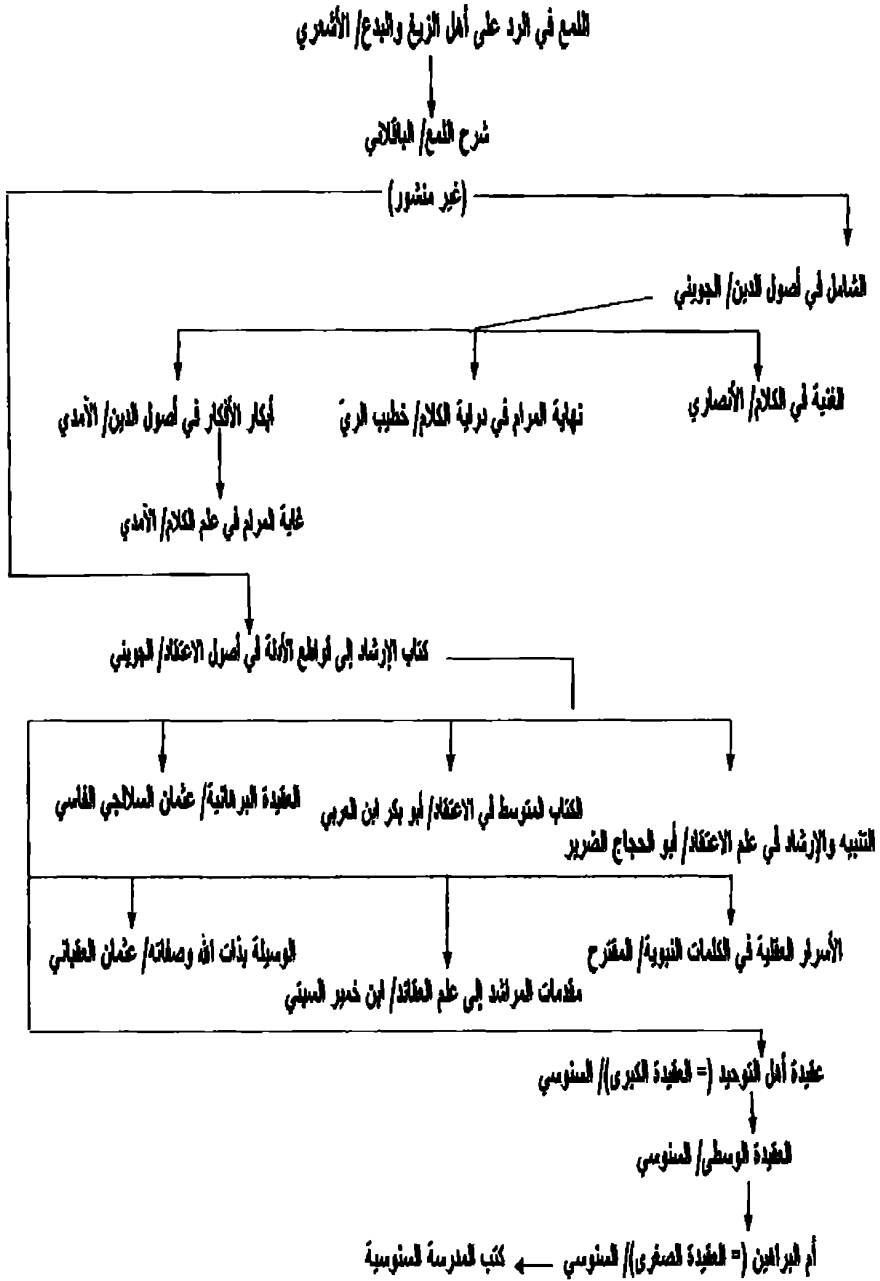 اللمع في الرد على أهل الزيغ والبدع/ الأشعري
شرح اللمع/ الباقلاني
(غير منشور)
الشامل في أصول الدين/ الجويني
الغنية في الكلام/ الأنصاري
نهاية المرام في دراية الكلام/ خطيب الريّ
أبكار الأفكار في أصول الدين/ الآمدي
غاية المرام في علم الكلام/ الآمدي
كتاب الإرشاد إلى قواطع الأدلة في أصول الاعتقاد/ الجويني
التنبيه والإرشاد في علم الاعتقاد/ أبو الحجاج الضرير
الكتاب المتوسط في الاعتقاد/ أبو بكر ابن العربي
العقيدة البرهانية/ عثمان السلالجي الفاسي
الأسرار العقلية في الكلمات النبوية/ المقترح
مقدمات المراشد إلى علم العقائد/ ابن خمير السبتي
الوسيلة بذات الله وصفاته/ عثمان العقباني
عقيدة أهل التوحيد (= العقيدة الكبرى)/ السنوسي
العقيدة الوسطى/ السنوسي
أم البراهين (= العقيدة الصغرى)/ السنوسي ← كتب المدرسة السنوسية